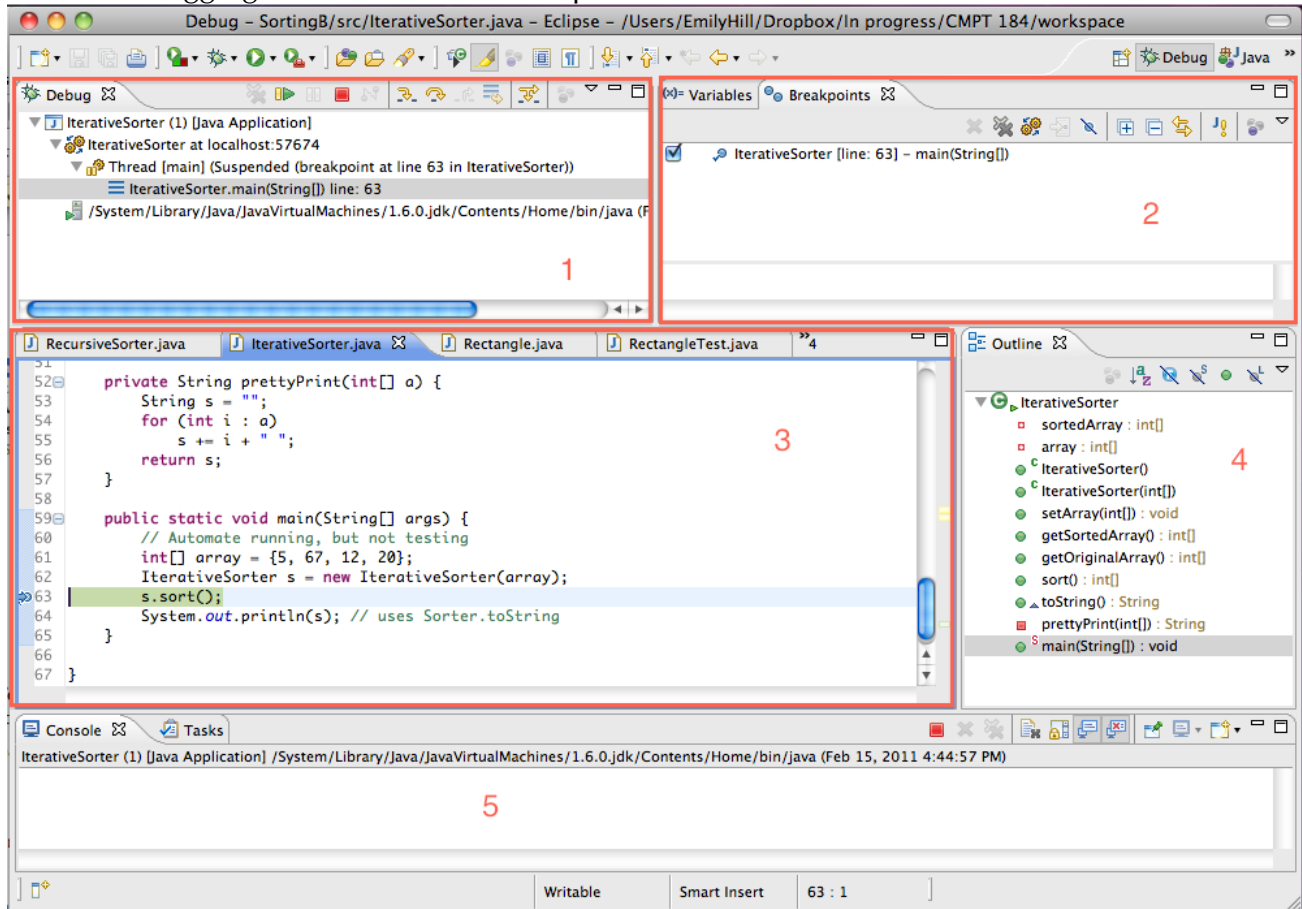 Debug – SortingB/src/IterativeSorter.java – Eclipse – /Users/EmilyHill/Dropbox/In progress/CMPT 184/workspace
Debug Java »
Debug
IterativeSorter (1) [Java Application]
IterativeSorter at localhost:57674
Thread [main] (Suspended (breakpoint at line 63 in IterativeSorter))
IterativeSorter.main(String[]) line: 63
/System/Library/Java/JavaVirtualMachines/1.6.0.jdk/Contents/Home/bin/java (F
1
(x)= Variables Breakpoints
IterativeSorter [line: 63] – main(String[])
2
RecursiveSorter.java IterativeSorter.java Rectangle.java RectangleTest.java »4
51
52 private String prettyPrint(int[] a) {
53 String s = "";
54 for (int i : a)
55 s += i + " ";
56 return s;
57 }
58
59 public static void main(String[] args) {
60 // Automate running, but not testing
61 int[] array = {5, 67, 12, 20};
62 IterativeSorter s = new IterativeSorter(array);
63 s.sort();
64 System.out.println(s); // uses Sorter.toString
65 }
66
67 }
3
Outline
IterativeSorter
sortedArray : int[]
array : int[]
IterativeSorter()
IterativeSorter(int[])
setArray(int[]) : void
getSortedArray() : int[]
getOriginalArray() : int[]
sort() : int[]
toString() : String
prettyPrint(int[]) : String
main(String[]) : void
4
Console Tasks
IterativeSorter (1) [Java Application] /System/Library/Java/JavaVirtualMachines/1.6.0.jdk/Contents/Home/bin/java (Feb 15, 2011 4:44:57 PM)
5
Writable Smart Insert 63 : 1